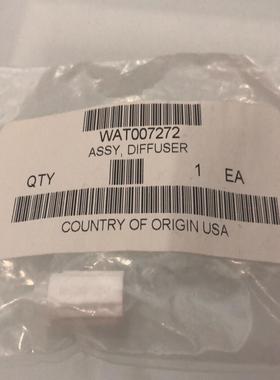 WAT007272
ASSY, DIFFUSER
QTY 1 EA
COUNTRY OF ORIGIN USA